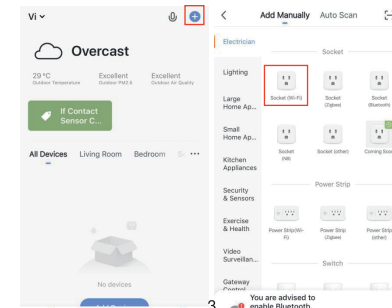 Vi
Overcast
29 °C
Outdoor Temperature
Excellent
Outdoor PM2.5
Excellent
Outdoor Air Quality
If Contact
Sensor C...
All Devices Living Room Bedroom
...
No devices
Add Manually Auto Scan
Electrician
Lighting
Large
Home Ap...
Small
Home Ap...
Kitchen
Appliances
Security
& Sensors
Exercise
& Health
Video
Surveillan...
Gateway
Control
Socket
Socket (Wi-Fi)
Socket
(Zigbee)
Socket
(Bluetooth)
Socket
(NB)
Socket (other)
Coming Soon
Power Strip
Power Strip(Wi-
Fi)
Power Strip
(Zigbee)
Power Strip
(other)
Switch
3
You are advised to
enable Bluetooth